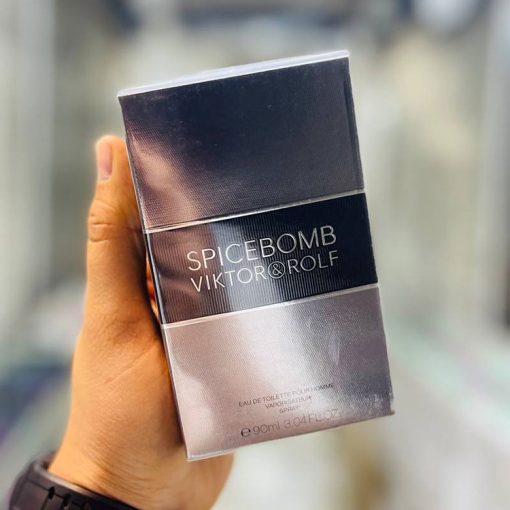 SPICEBOMB
VIKTOR&ROLF
EAU DE TOILETTE POUR HOMME
VAPORISATEUR
SPRAY
e 90ml 3.04 FL.OZ.